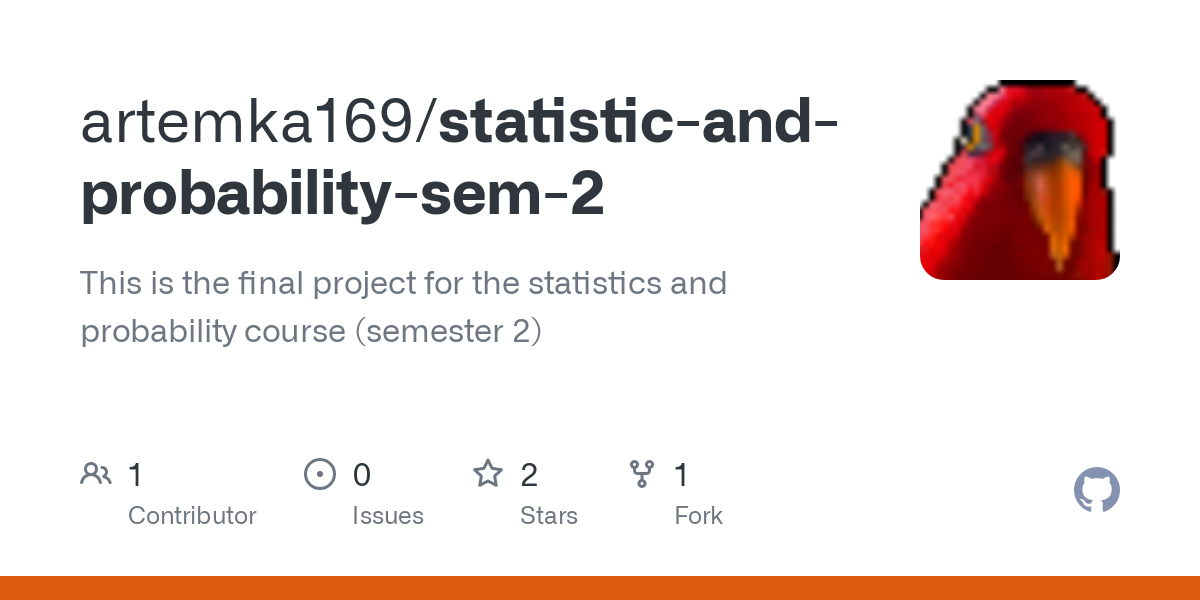 artemka169/statistic-and-
probability-sem-2
This is the final project for the statistics and
probability course (semester 2)
1 0 2 1
Contributor Issues Stars Fork